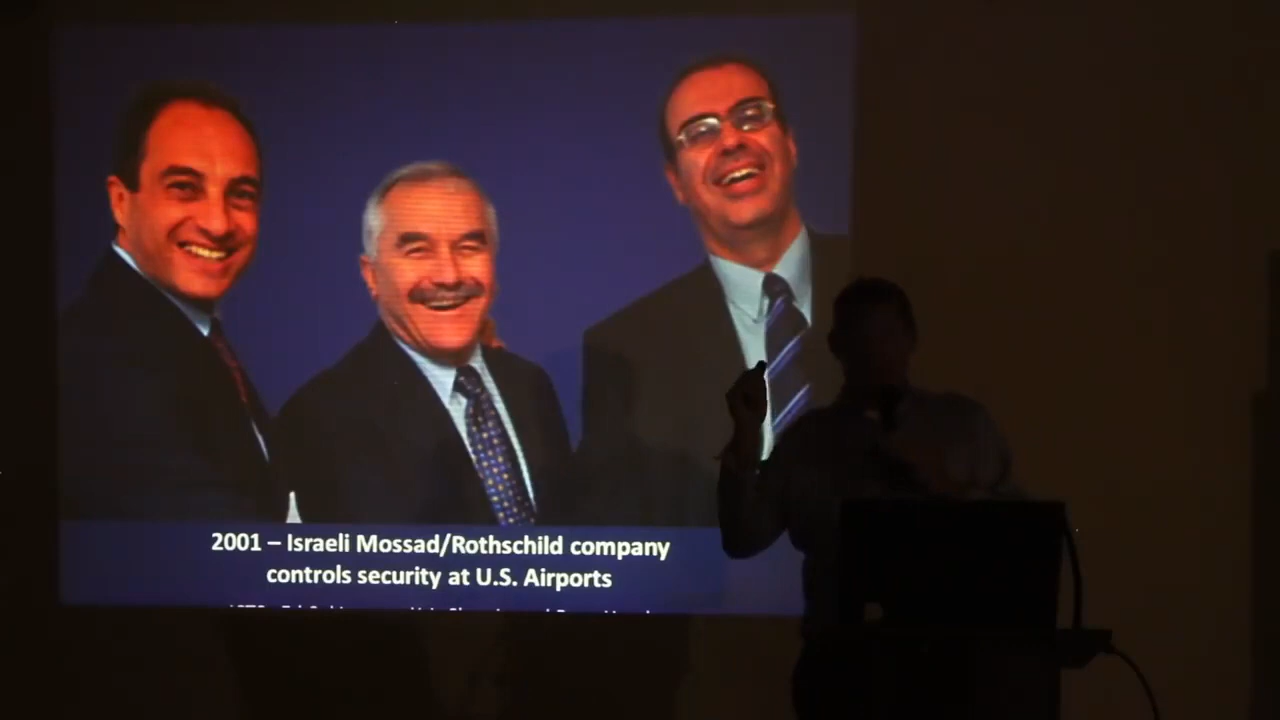 2001 – Israeli Mossad/Rothschild company
controls security at U.S. Airports